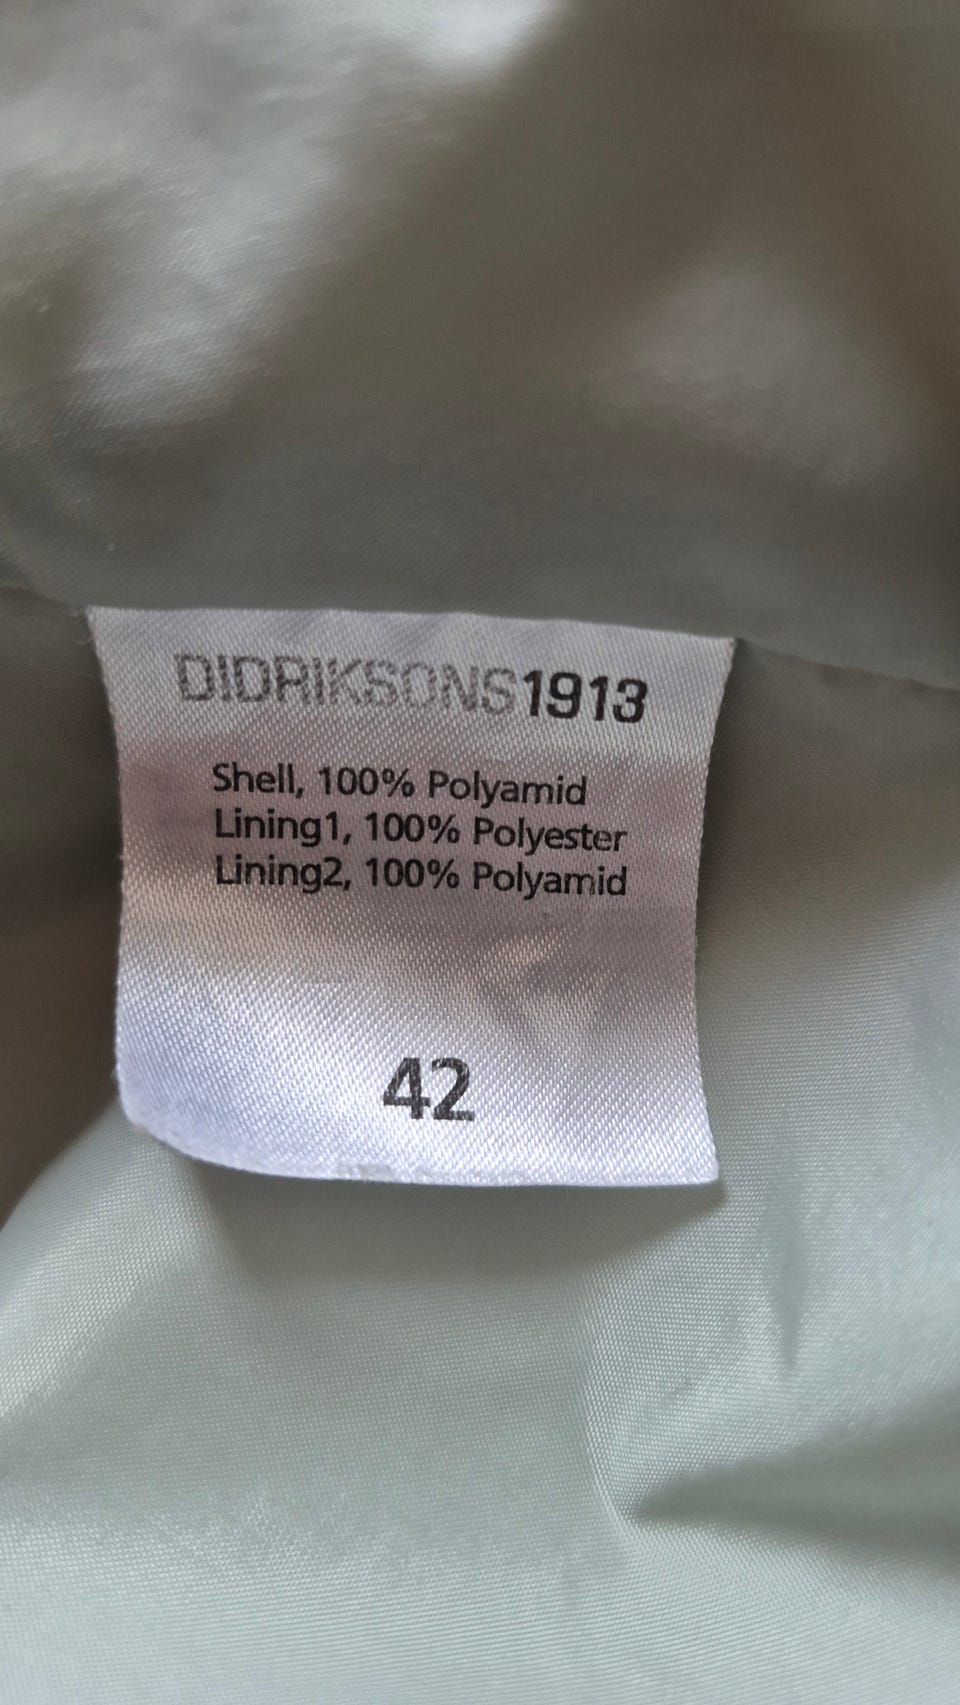 DIDRIKSONS1913
Shell, 100% Polyamid
Lining1, 100% Polyester
Lining2, 100% Polyamid
42